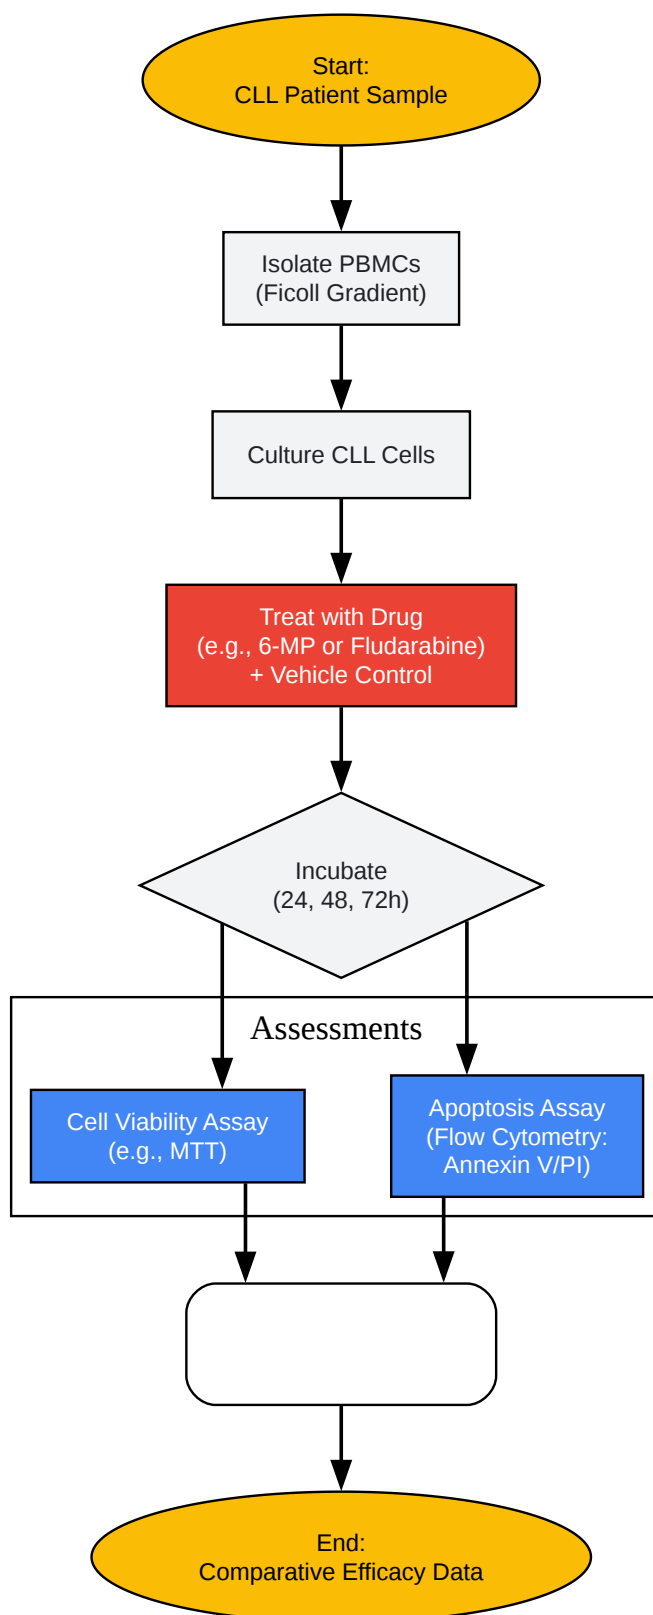 Start:
CLL Patient Sample
Isolate PBMCs
(Ficoll Gradient)
Culture CLL Cells
Treat with Drug
(e.g., 6-MP or Fludarabine)
+ Vehicle Control
Incubate
(24, 48, 72h)
Assessments
Cell Viability Assay
(e.g., MTT)
Apoptosis Assay
(Flow Cytometry:
Annexin V/PI)
End:
Comparative Efficacy Data